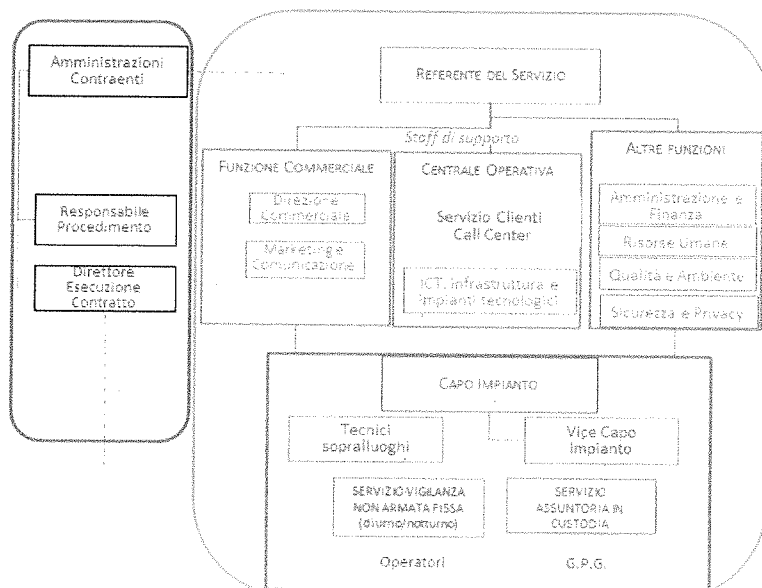 Amministrazioni
Contraenti
Responsabile
Procedimento
Direttore
Esecuzione
Contratto
REFERENTE DEL SERVIZIO
Staff di supporto
FUNZIONE COMMERCIALE
Direzione
Commerciale
Marketing e
Comunicazione
CENTRALE OPERATIVA
Servizio Clienti
Call Center
ICT, infrastruttura e
impianti tecnologici
ALTRE FUNZIONI
Amministrazione e
Finanza
Risorse Umane
Qualità e Ambiente
Sicurezza e Privacy
CAPO IMPIANTO
Tecnici
sopralluoghi
Vice Capo
Impianto
SERVIZIO VIGILANZA
NON ARMATA FISSA
(diurno/notturno)
SERVIZIO
ASSUNTORIA IN
CUSTODIA
Operatori
G.P.G.